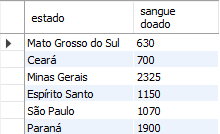 estado sangue doado
Mato Grosso do Sul 630
Ceará 700
Minas Gerais 2325
Espírito Santo 1150
São Paulo 1070
Paraná 1900